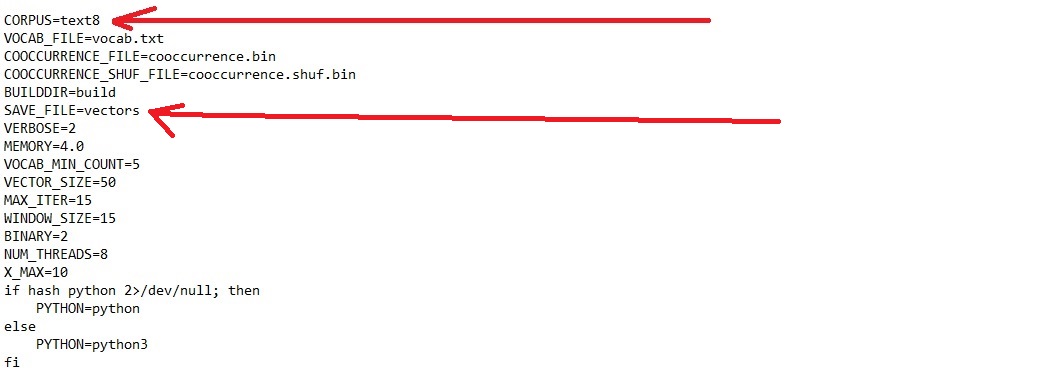 CORPUS=text8
VOCAB_FILE=vocab.txt
COOCCURRENCE_FILE=cooccurrence.bin
COOCCURRENCE_SHUF_FILE=cooccurrence.shuf.bin
BUILDDIR=build
SAVE_FILE=vectors
VERBOSE=2
MEMORY=4.0
VOCAB_MIN_COUNT=5
VECTOR_SIZE=50
MAX_ITER=15
WINDOW_SIZE=15
BINARY=2
NUM_THREADS=8
X_MAX=10
if hash python 2>/dev/null; then
    PYTHON=python
else
    PYTHON=python3
fi